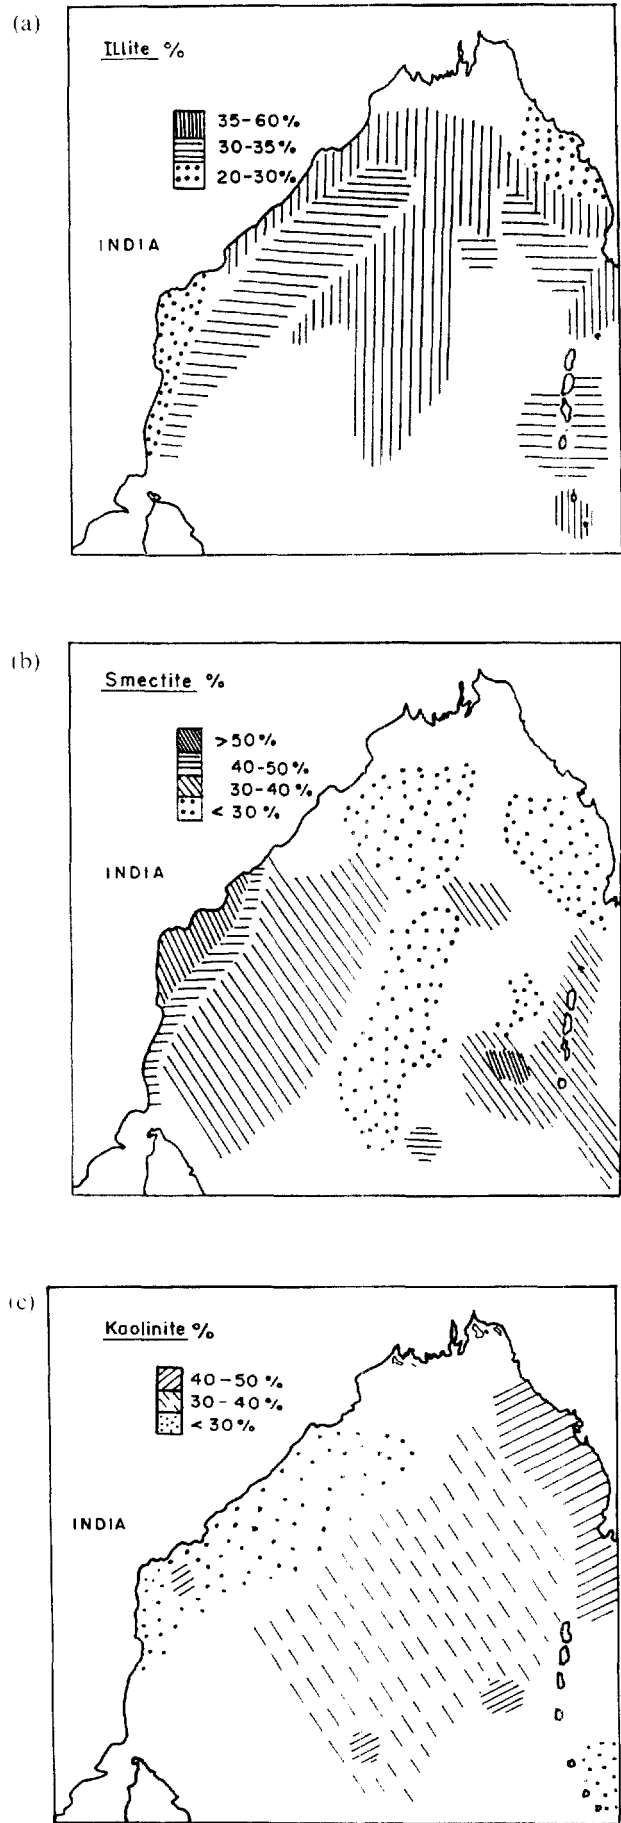 (a)
Illite %
35-60%
30-35%
20-30%
INDIA
(b)
Smectite %
>50%
40-50%
30-40%
<30%
INDIA
(c)
Kaolinite %
40-50%
30-40%
<30%
INDIA